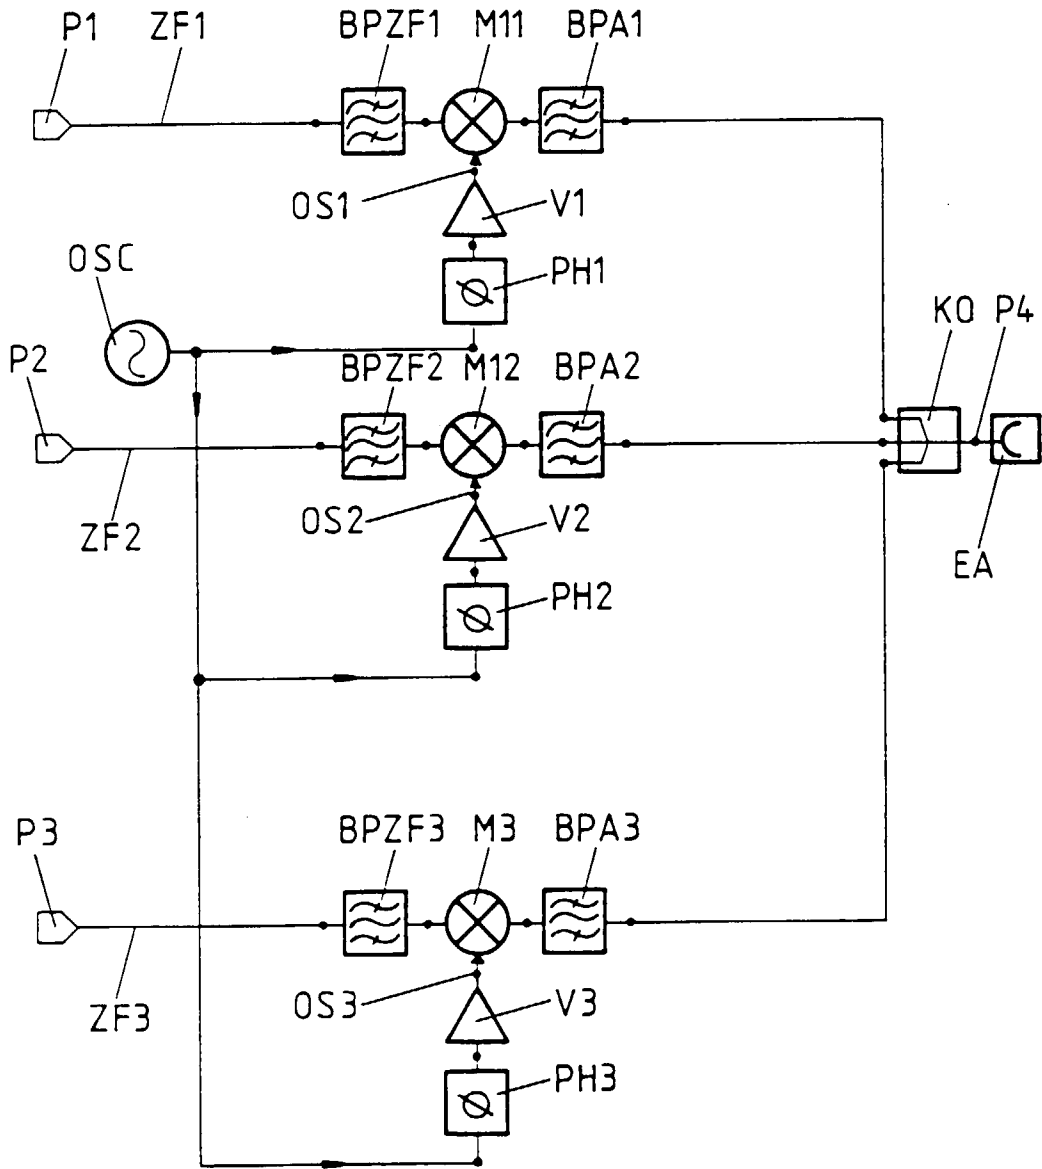 P1 ZF1 BPZF1 M11 BPA1
OS1 V1
OSC PH1
KO P4
P2 BPZF2 M12 BPA2
OS2 V2
ZF2 EA
PH2
P3 BPZF3 M3 BPA3
OS3 V3
ZF3
PH3